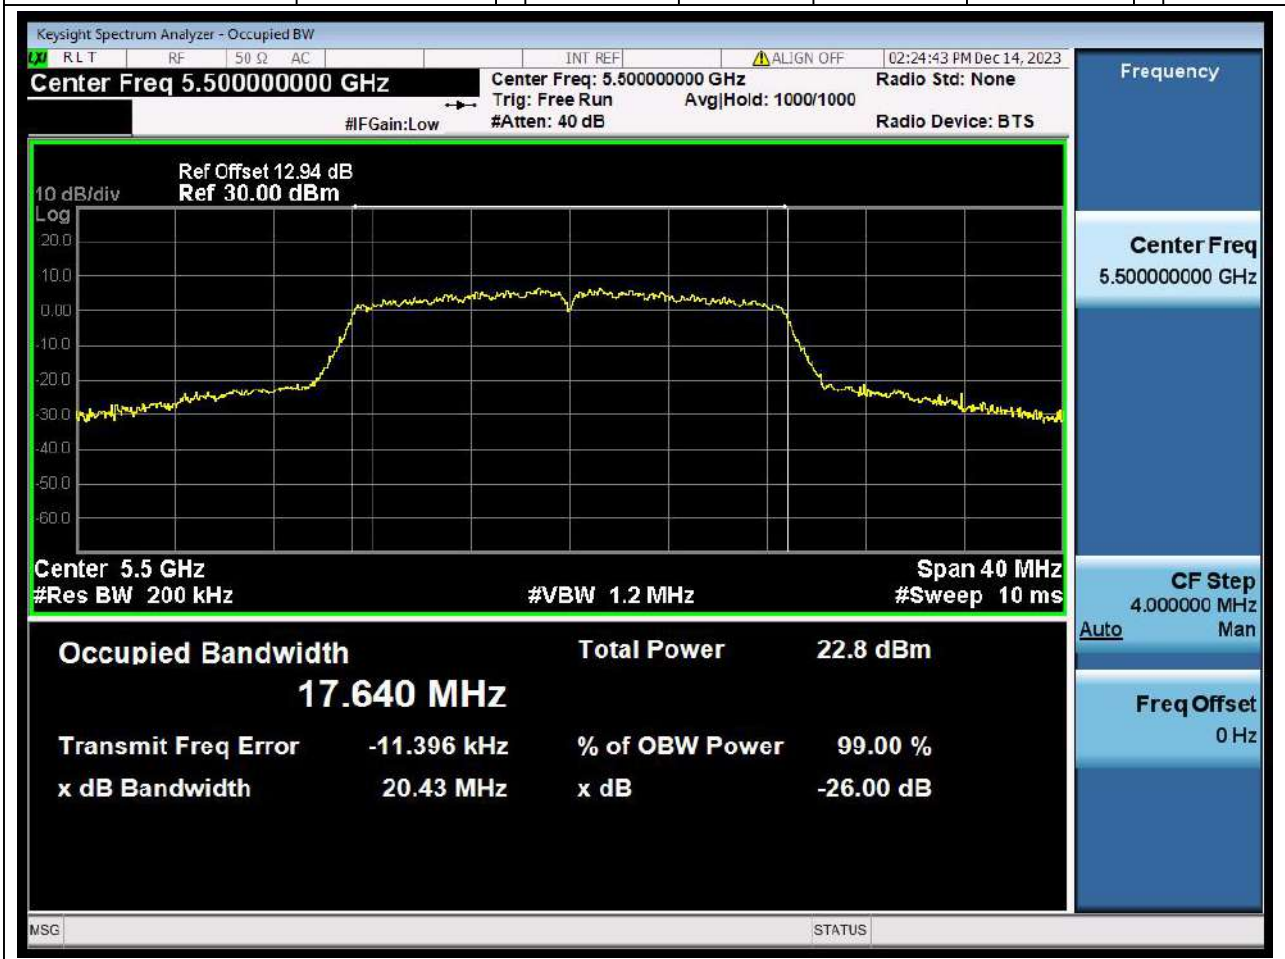 Keysight Spectrum Analyzer - Occupied BW
LXI RLT RF 50 Ω AC INT REF ALIGN OFF 02:24:43 PM Dec 14, 2023
Center Freq 5.500000000 GHz
Center Freq: 5.500000000 GHz
Radio Std: None
Trig: Free Run Avg|Hold: 1000/1000
#IFGain:Low #Atten: 40 dB Radio Device: BTS
Ref Offset 12.94 dB
10 dB/div Ref 30.00 dBm
Log
20.0
10.0
0.00
-10.0
-20.0
-30.0
-40.0
-50.0
-60.0
Center 5.5 GHz Span 40 MHz
#Res BW 200 kHz #VBW 1.2 MHz #Sweep 10 ms
Occupied Bandwidth Total Power 22.8 dBm
17.640 MHz
Transmit Freq Error -11.396 kHz % of OBW Power 99.00 %
x dB Bandwidth 20.43 MHz x dB -26.00 dB
MSG STATUS
Frequency
Center Freq
5.500000000 GHz
CF Step
4.000000 MHz
Auto Man
Freq Offset
0 Hz